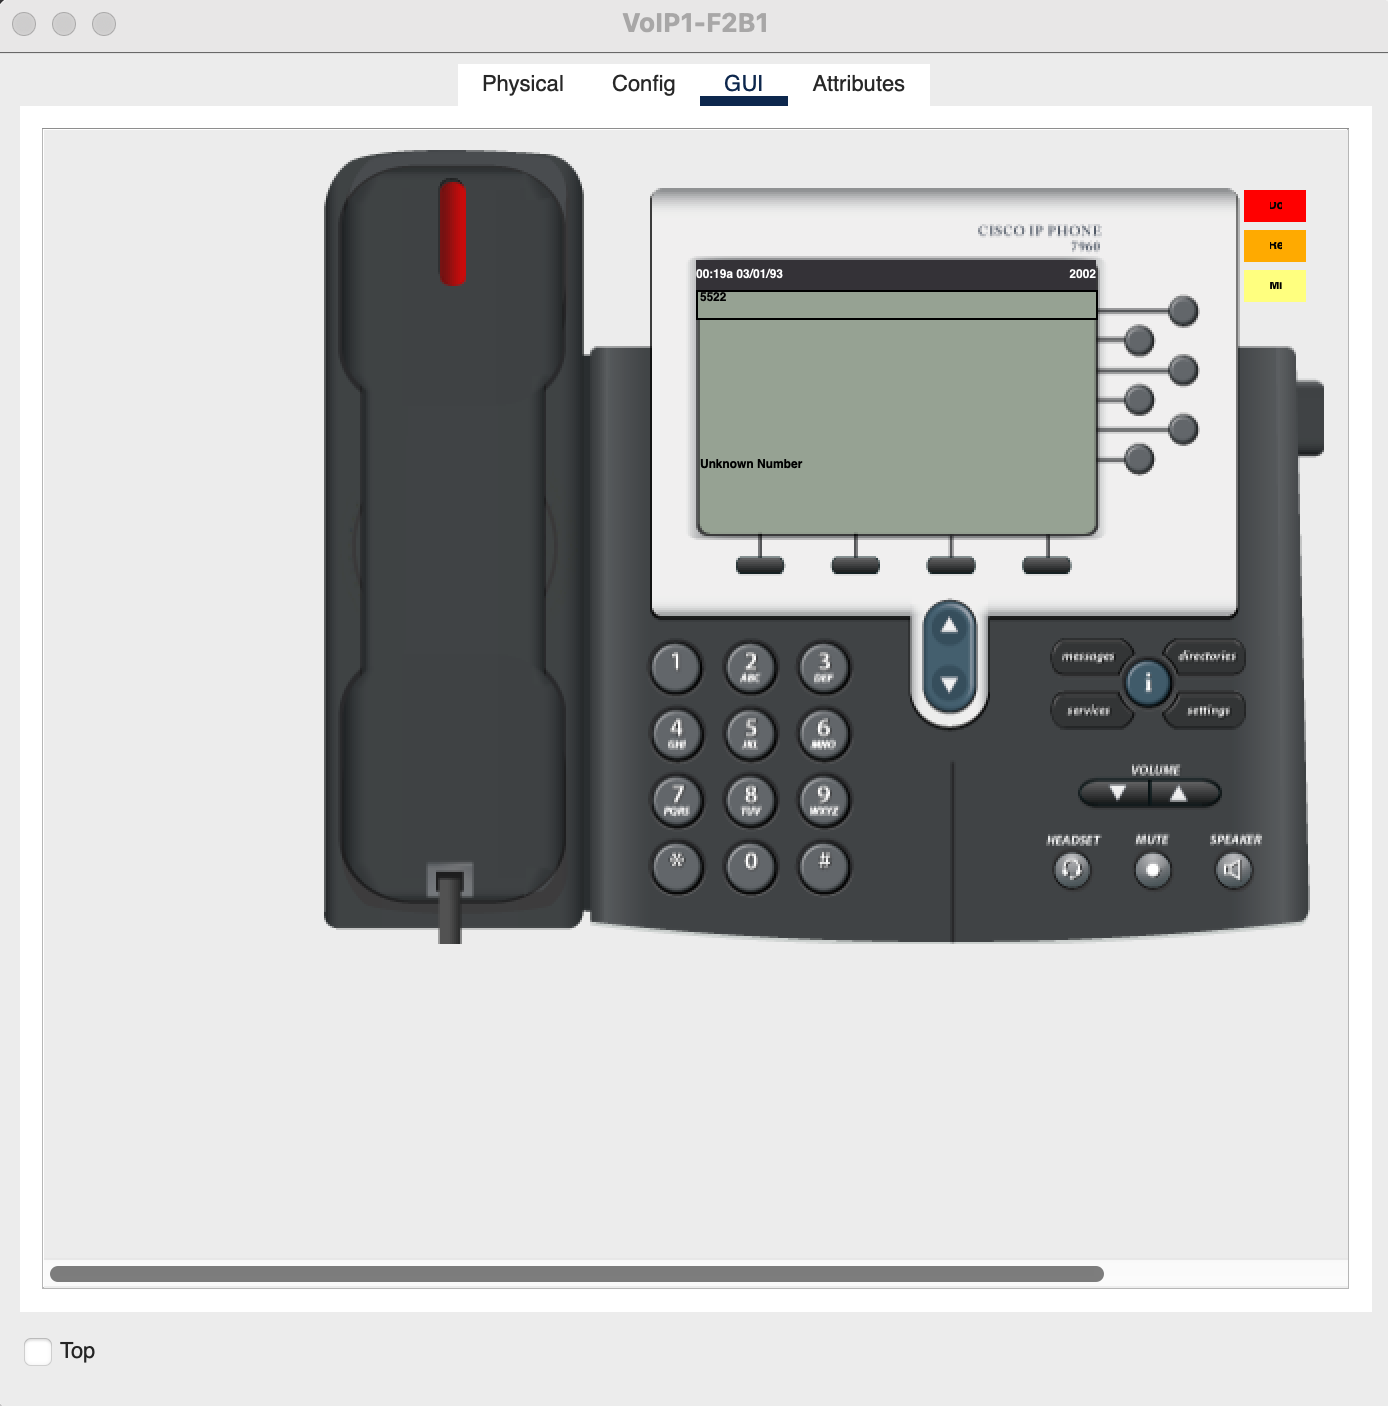 VoIP1-F2B1
Physical Config GUI Attributes
CISCO IP PHONE
7960
00:19a 03/01/93 2002
5522
Unknown Number
1 2 ABC 3 DEF
4 GHI 5 JKL 6 MNO
7 PQRS 8 TUV 9 WXYZ
* 0 #
messages directories
i
services settings
VOLUME
HEADSET MUTE SPEAKER
Top